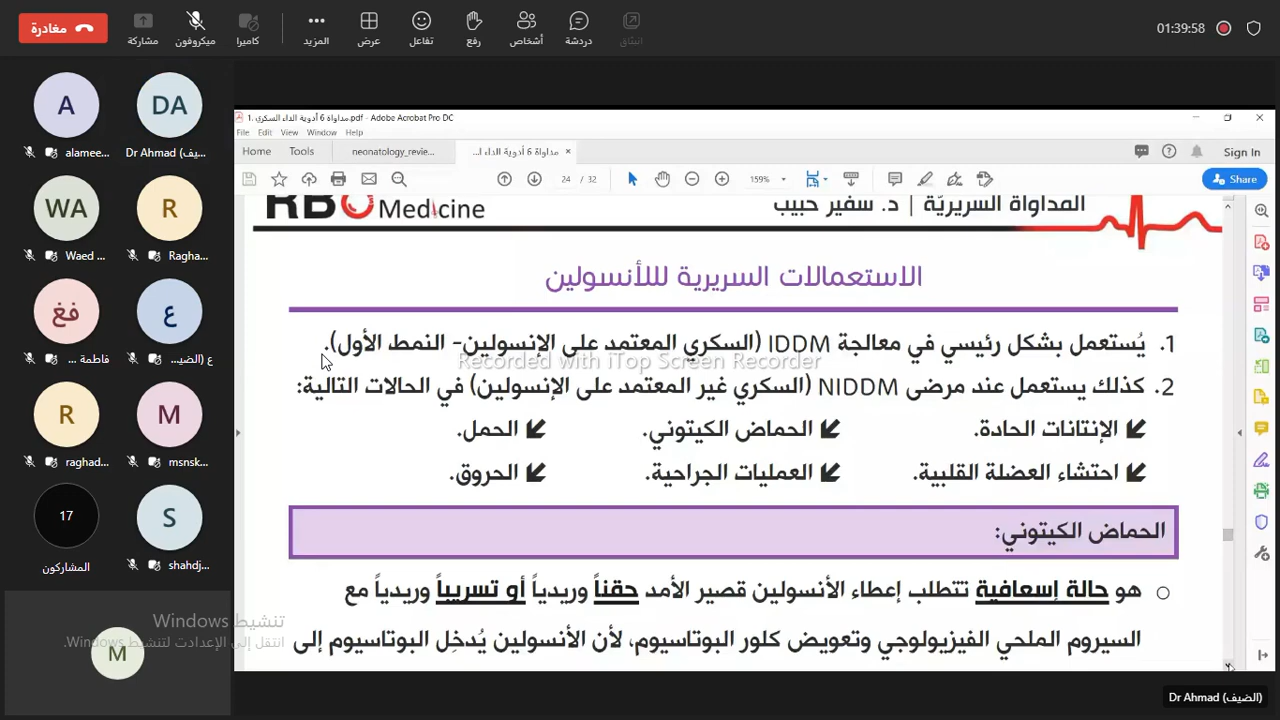 مغادرة
مشاركة
ميكروفون
كاميرا
المزيد
عرض
تفاعل
رفع
أشخاص
دردشة
انبثاق
01:39:58
A
alamee...
DA
Dr Ahmad (ضيف...
WA
Waed ...
R
Ragha...
فغ
فاطمة ...
ع
ع (الضيـ...
R
raghad...
M
msnsk...
17
المشاركون
S
shahdj...
M
1. مداواة 6 أدوية الداء السكري.pdf - Adobe Acrobat Pro DC
File Edit View Window Help
Home Tools neonatology_revie... مداواة 6 أدوية الداء ا... ×
Sign In
24 / 32
159%
Share
RBO Medicine
المداواة السريريّة | د. سفير حبيب
الاستعمالات السريرية لللأنسولين
1. يُستعمل بشكل رئيسي في معالجة IDDM (السكري المعتمد على الإنسولين- النمط الأول).
Recorded with iTop Screen Recorder
2. كذلك يستعمل عند مرضى NIDDM (السكري غير المعتمد على الإنسولين) في الحالات التالية:
الإنتانات الحادة. الحماض الكيتوني. الحمل.
احتشاء العضلة القلبية. العمليات الجراحية. الحروق.
الحماض الكيتوني:
هو حالة إسعافية تتطلب إعطاء الأنسولين قصير الأمد حقناً وريدياً أو تسريباً وريدياً مع
السيروم الملحي الفيزيولوجي وتعويض كلور البوتاسيوم، لأن الأنسولين يُدخِل البوتاسيوم إلى
تنشيط Windows
انتقل إلى الإعدادات لتنشيط Windows.
Dr Ahmad (الضيف)